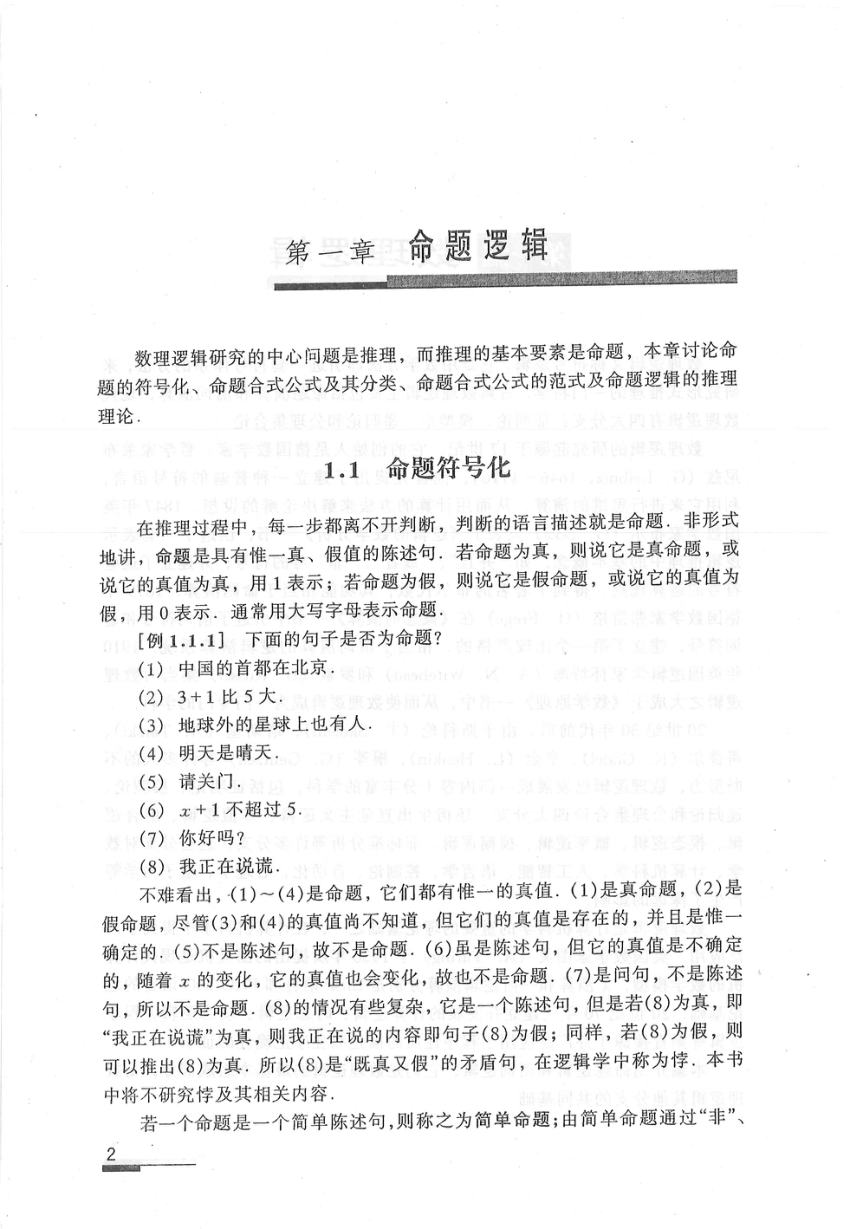 第一章 命题逻辑
数理逻辑研究的中心问题是推理，而推理的基本要素是命题，本章讨论命
题的符号化、命题合式公式及其分类、命题合式公式的范式及命题逻辑的推理
理论．
1.1 命题符号化
在推理过程中，每一步都离不开判断，判断的语言描述就是命题．非形式
地讲，命题是具有惟一真、假值的陈述句．若命题为真，则说它是真命题，或
说它的真值为真，用1表示；若命题为假，则说它是假命题，或说它的真值为
假，用0表示．通常用大写字母表示命题．
［例1.1.1］ 下面的句子是否为命题？
(1) 中国的首都在北京．
(2) 3+1比5大．
(3) 地球外的星球上也有人．
(4) 明天是晴天．
(5) 请关门．
(6) x+1不超过5．
(7) 你好吗？
(8) 我正在说谎．
不难看出，(1)～(4)是命题，它们都有惟一的真值．(1)是真命题，(2)是
假命题，尽管(3)和(4)的真值尚不知道，但它们的真值是存在的，并且是惟一
确定的．(5)不是陈述句，故不是命题．(6)虽是陈述句，但它的真值是不确定
的，随着x的变化，它的真值也会变化，故也不是命题．(7)是问句，不是陈述
句，所以不是命题．(8)的情况有些复杂，它是一个陈述句，但是若(8)为真，即
“我正在说谎”为真，则我正在说的内容即句子(8)为假；同样，若(8)为假，则
可以推出(8)为真．所以(8)是“既真又假”的矛盾句，在逻辑学中称为悖．本书
中将不研究悖及其相关内容．
若一个命题是一个简单陈述句,则称之为简单命题;由简单命题通过“非”、
2